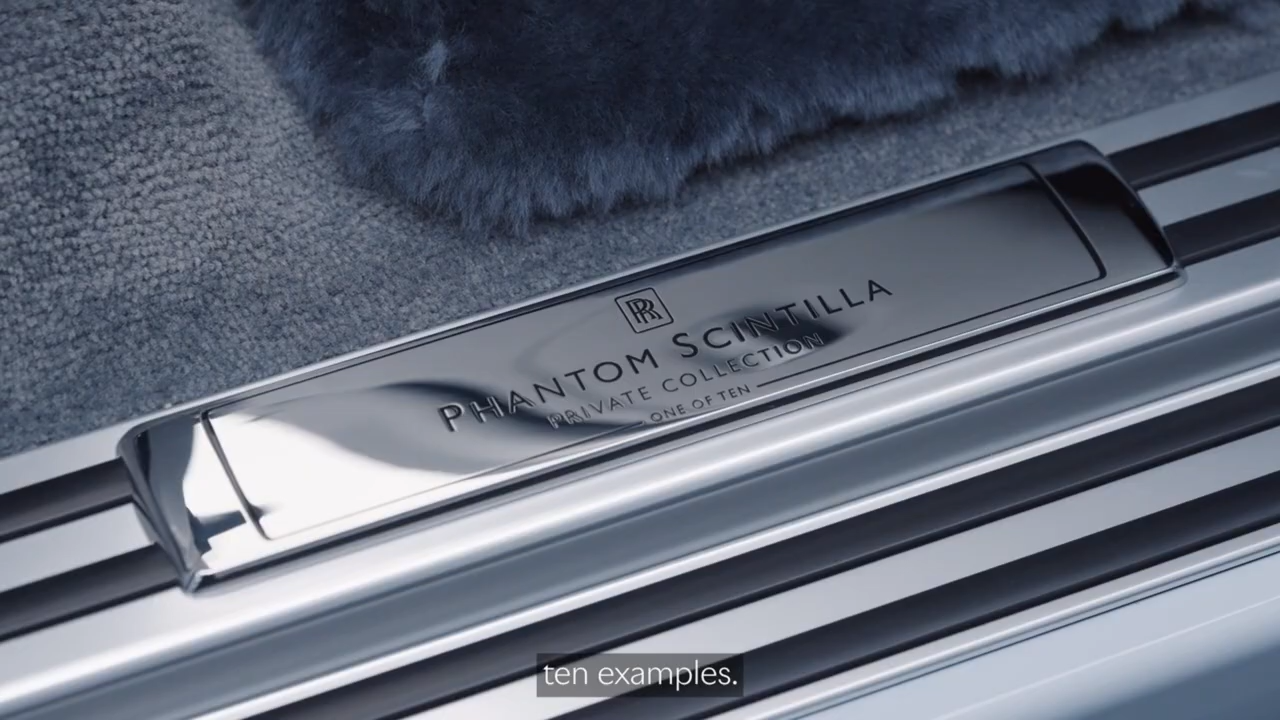 RR
PHANTOM SCINTILLA
PRIVATE COLLECTION
ONE OF TEN
ten examples.